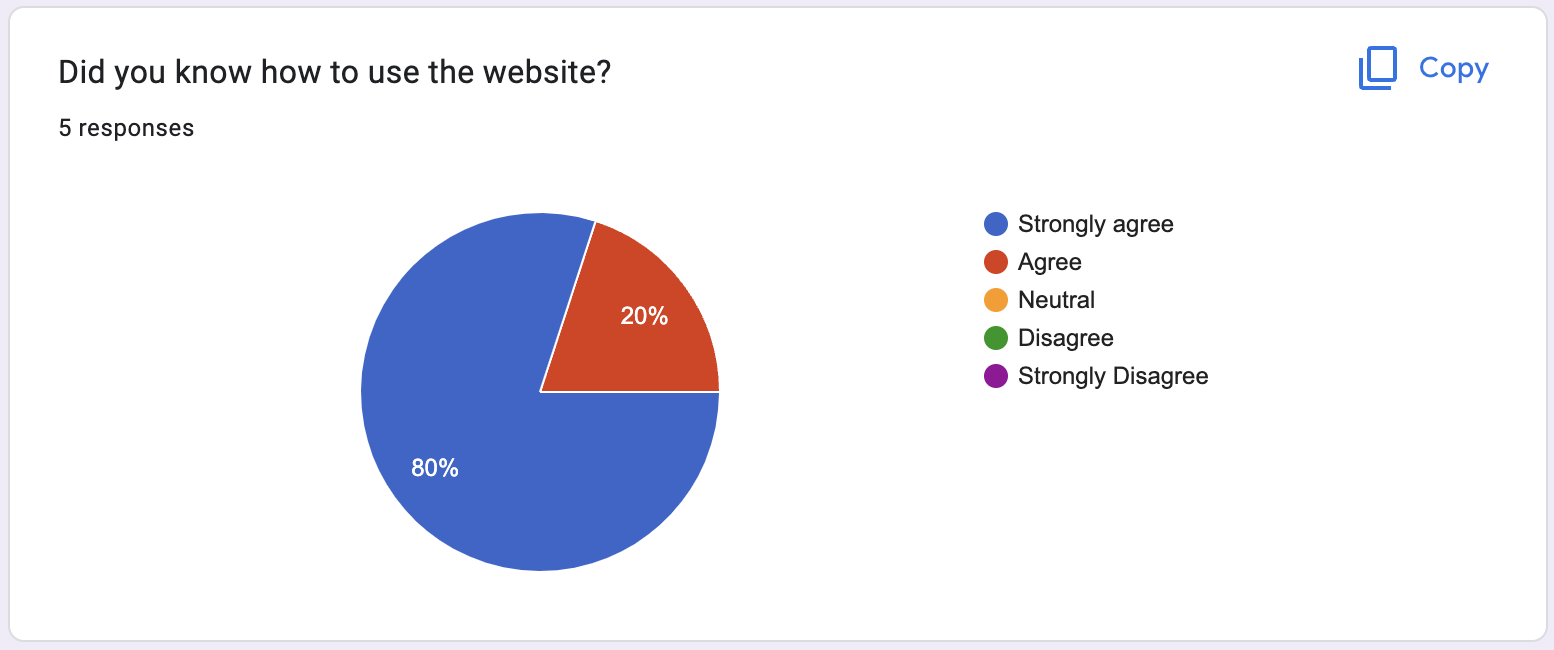 Did you know how to use the website?
Copy
5 responses
Strongly agree
Agree
Neutral
Disagree
Strongly Disagree
20%
80%